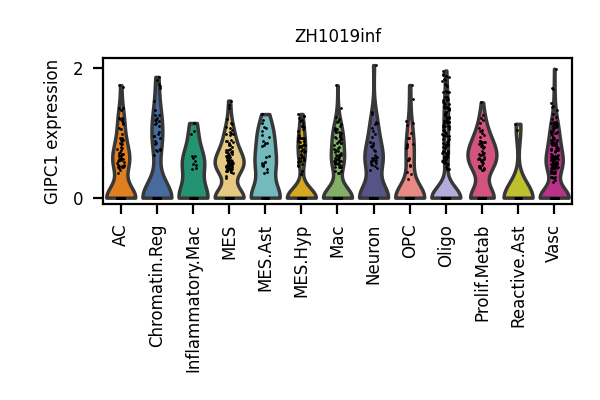 ZH1019inf
GIPC1 expression
2
0
AC
Chromatin.Reg
Inflammatory.Mac
MES
MES.Ast
MES.Hyp
Mac
Neuron
OPC
Oligo
Prolif.Metab
Reactive.Ast
Vasc